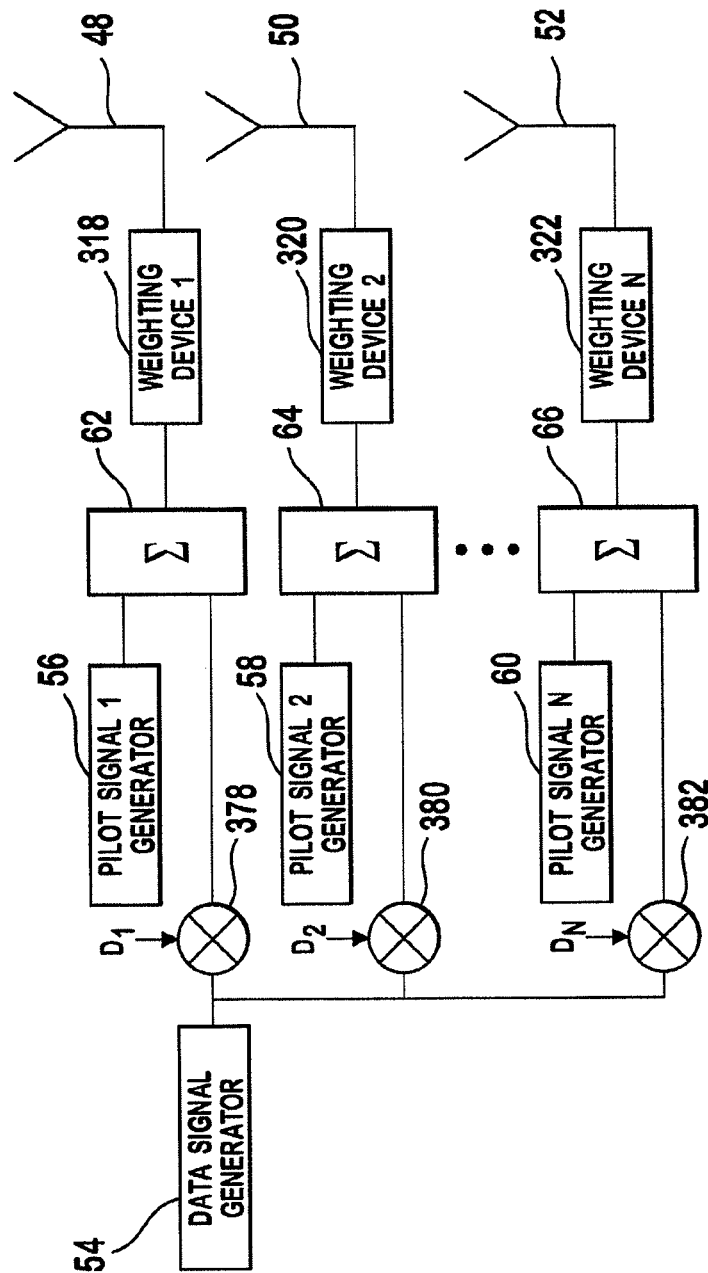 54
DATA SIGNAL
GENERATOR
D1
378
56
PILOT SIGNAL 1
GENERATOR
62
Σ
318
WEIGHTING
DEVICE 1
48
D2
380
58
PILOT SIGNAL 2
GENERATOR
64
Σ
320
WEIGHTING
DEVICE 2
50
DN
382
60
PILOT SIGNAL N
GENERATOR
66
Σ
322
WEIGHTING
DEVICE N
52